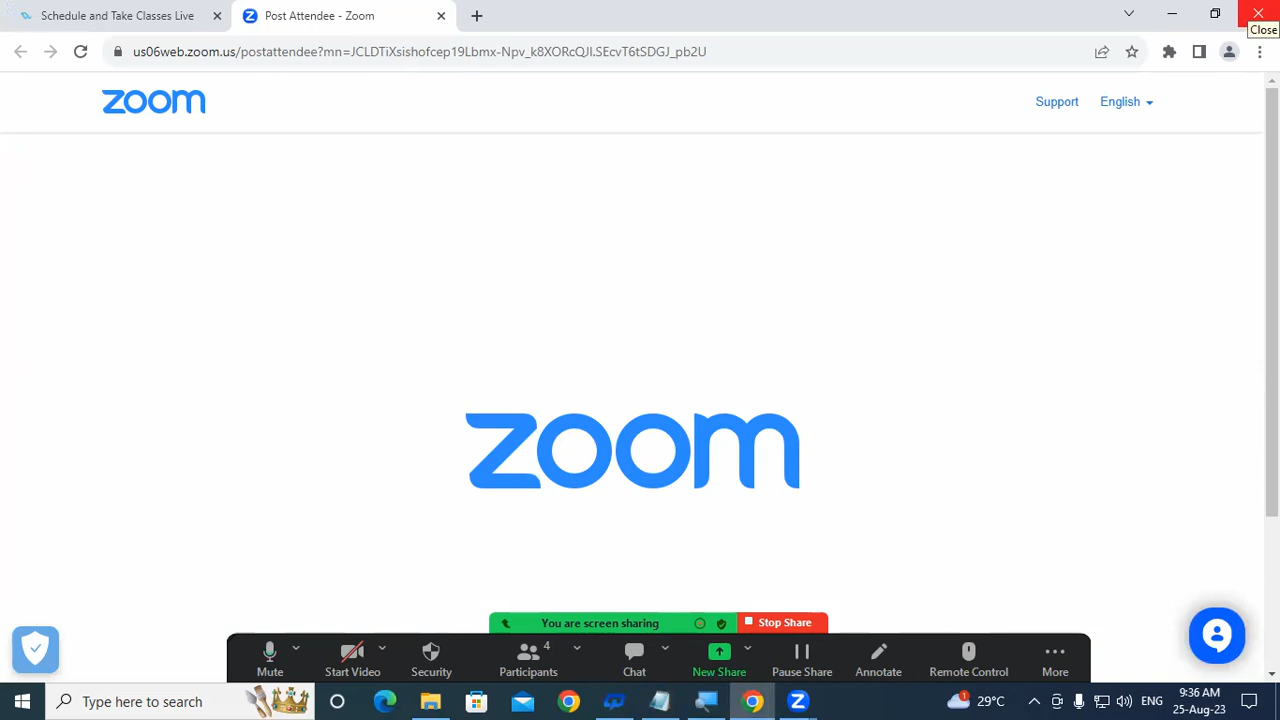 Schedule and Take Classes Live
Post Attendee - Zoom
Close
us06web.zoom.us/postattendee?mn=JCLDTiXsishofcep19Lbmx-Npv_k8XORcQJI.SEcvT6tSDGJ_pb2U
zoom
Support
English
zoom
You are screen sharing
Stop Share
Mute
Start Video
Security
4
Participants
Chat
New Share
Pause Share
Annotate
Remote Control
More
Type here to search
1
29°C
ENG
9:36 AM
25-Aug-23